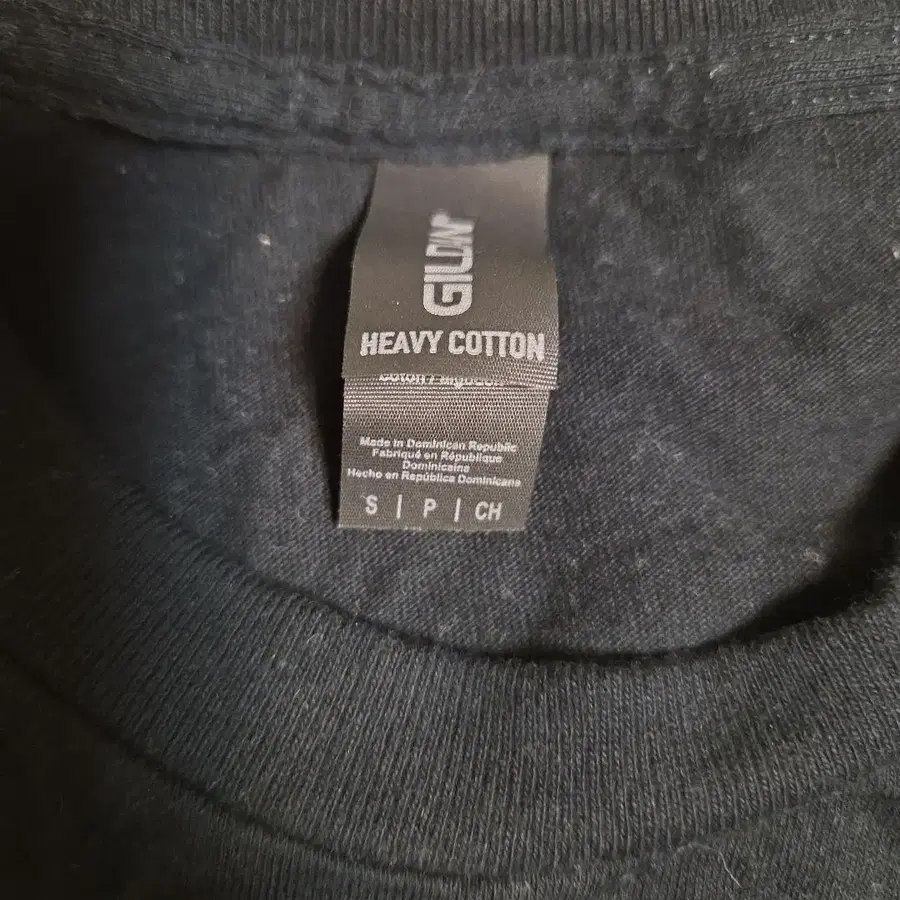 GILDAN®
HEAVY COTTON
Made in Dominican Republic
Fabriqué en République
Dominicaine
Hecho en República Dominicana
S | P | CH